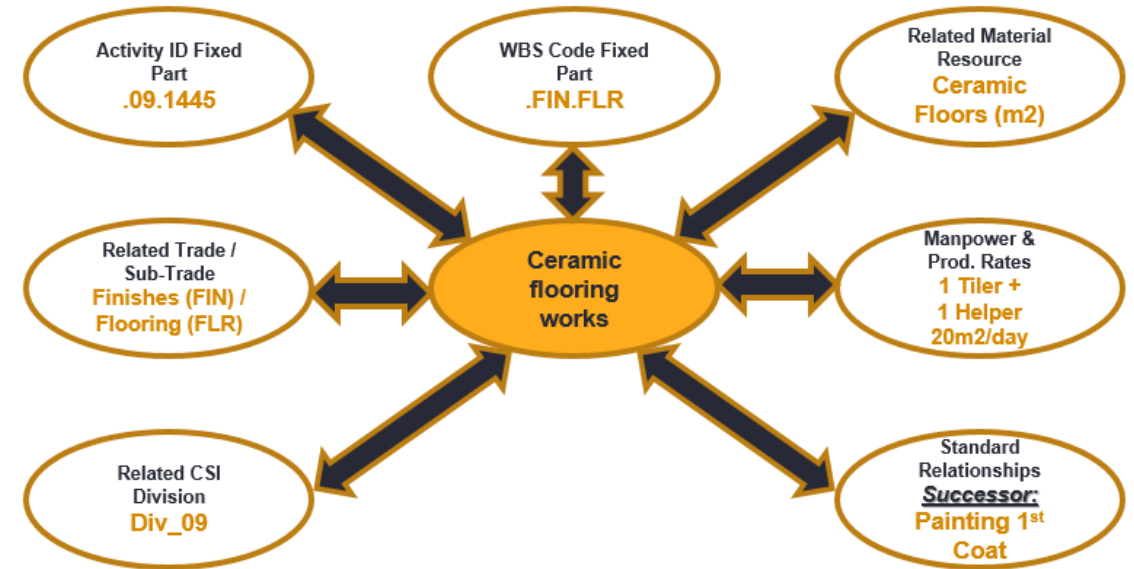 Activity ID Fixed
Part
.09.1445
WBS Code Fixed
Part
.FIN.FLR
Related Material
Resource
Ceramic
Floors (m2)
Related Trade /
Sub-Trade
Finishes (FIN) /
Flooring (FLR)
Ceramic
flooring
works
Manpower &
Prod. Rates
1 Tiler +
1 Helper
20m2/day
Related CSI
Division
Div_09
Standard
Relationships
Successor:
Painting 1st
Coat